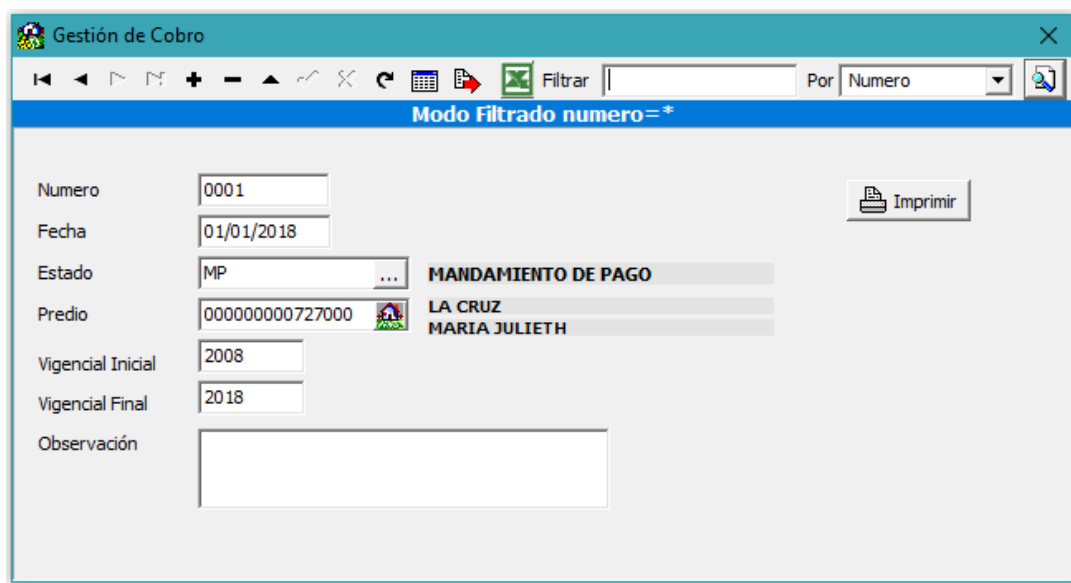 Gestión de Cobro
Filtrar Por Numero
Modo Filtrado numero=*
Numero 0001 Imprimir
Fecha 01/01/2018
Estado MP ... MANDAMIENTO DE PAGO
Predio 000000000727000 LA CRUZ
MARIA JULIETH
Vigencial Inicial 2008
Vigencial Final 2018
Observación